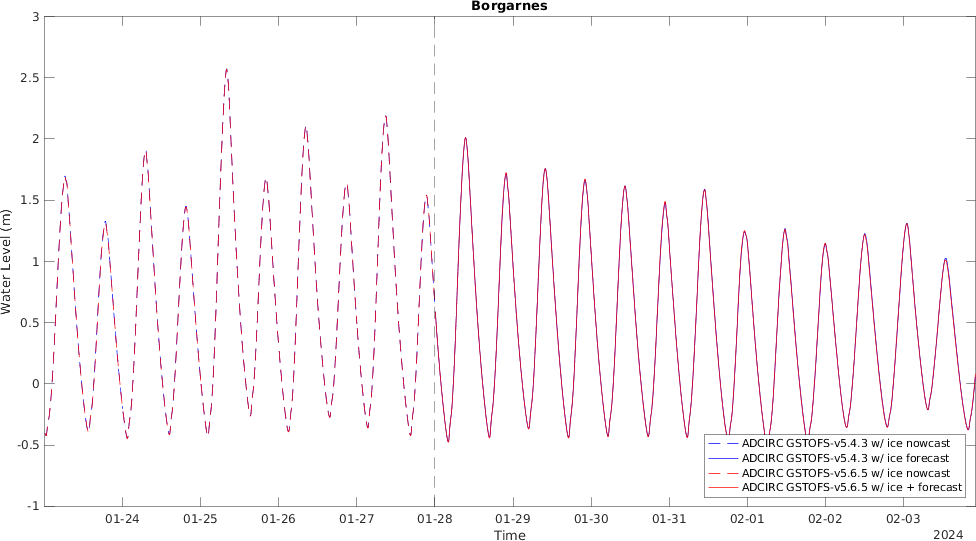 Borgarnes
3
2.5
2
1.5
1
0.5
0
-0.5
-1
Water Level (m)
01-24 01-25 01-26 01-27 01-28 01-29 01-30 01-31 02-01 02-02 02-03
Time
2024
ADCIRC GSTOFS-v5.4.3 w/ ice nowcast
ADCIRC GSTOFS-v5.4.3 w/ ice forecast
ADCIRC GSTOFS-v5.6.5 w/ ice nowcast
ADCIRC GSTOFS-v5.6.5 w/ ice + forecast